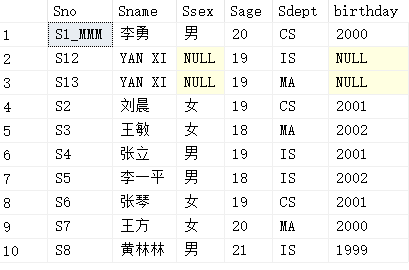 Sno Sname Ssex Sage Sdept birthday
1 S1_MMM 李勇 男 20 CS 2000
2 S12 YAN XI NULL 19 IS NULL
3 S13 YAN XI NULL 19 MA NULL
4 S2 刘晨 女 19 CS 2001
5 S3 王敏 女 18 MA 2002
6 S4 张立 男 19 IS 2001
7 S5 李一平 男 18 IS 2002
8 S6 张琴 女 19 CS 2001
9 S7 王方 女 20 MA 2000
10 S8 黄林林 男 21 IS 1999